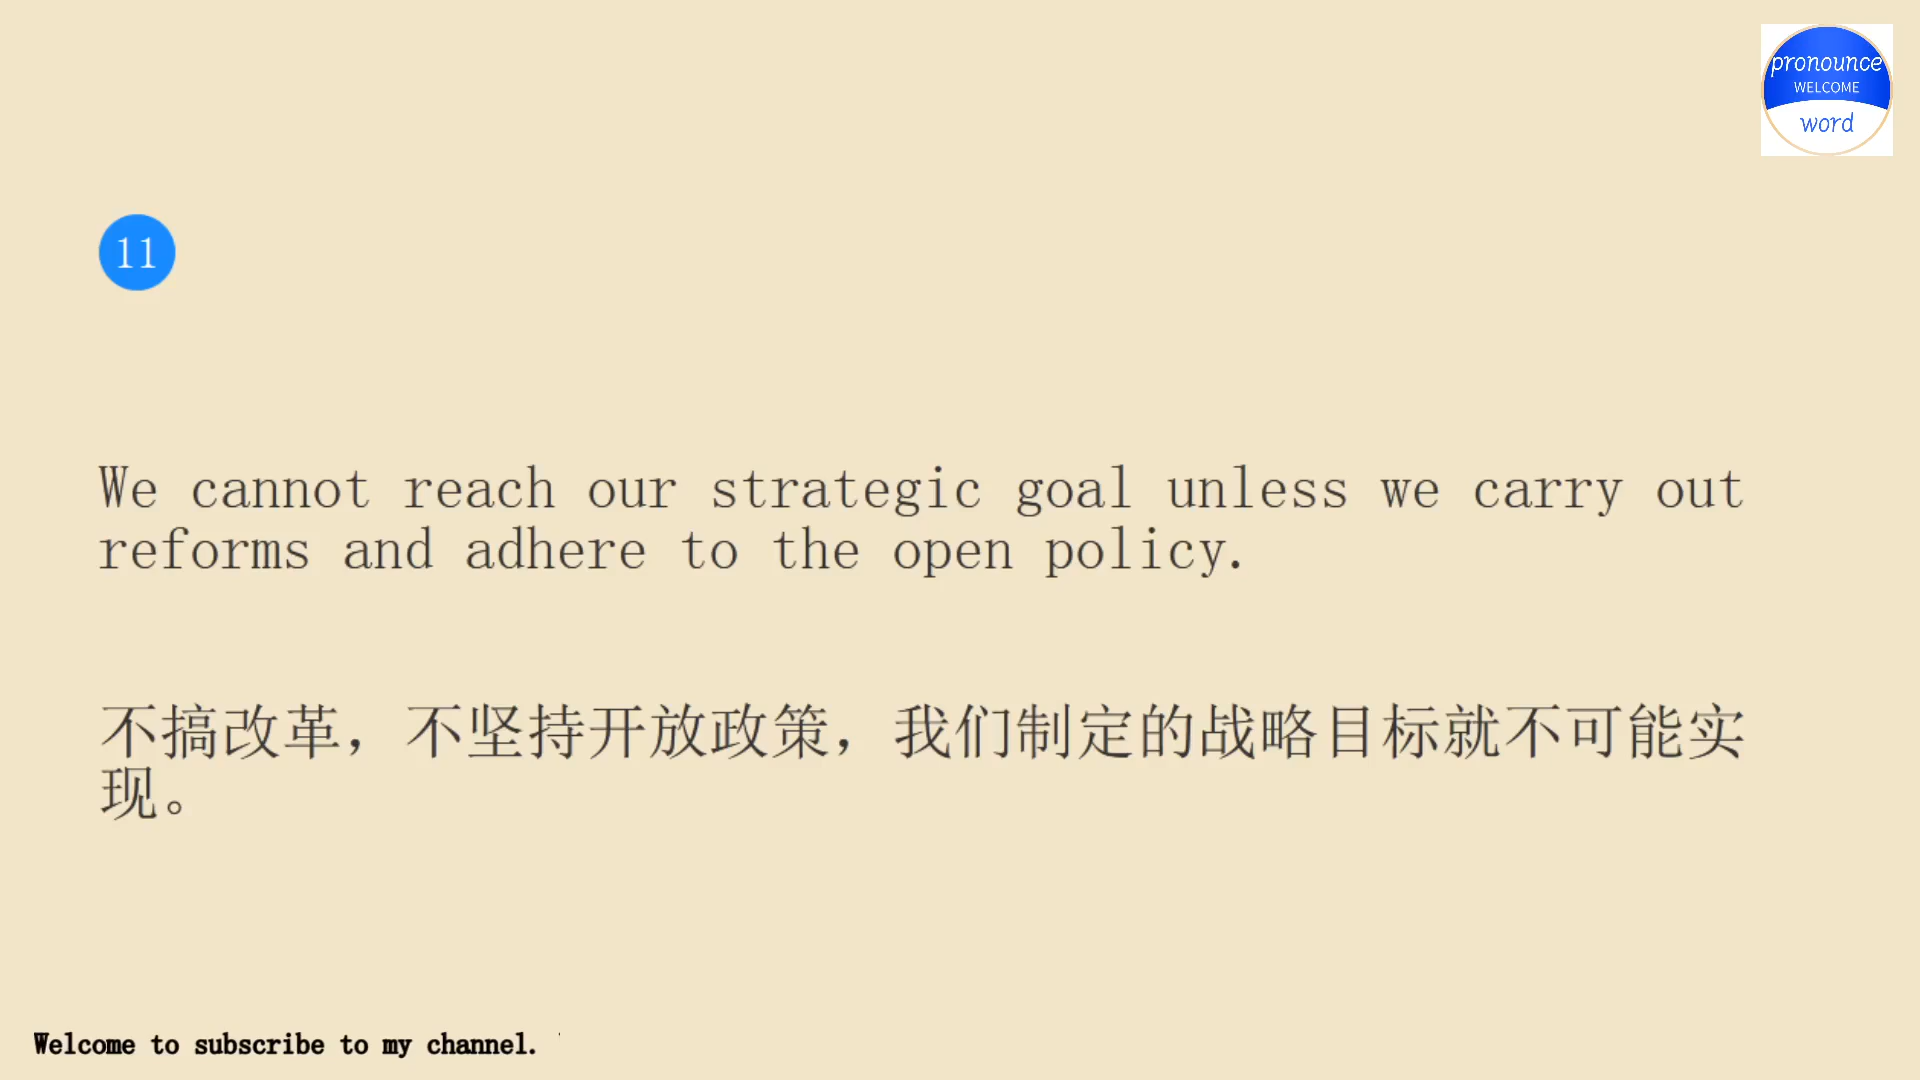 pronounce
WELCOME
word
11
We cannot reach our strategic goal unless we carry out
reforms and adhere to the open policy.
不搞改革，不坚持开放政策，我们制定的战略目标就不可能实
现。
Welcome to subscribe to my channel.